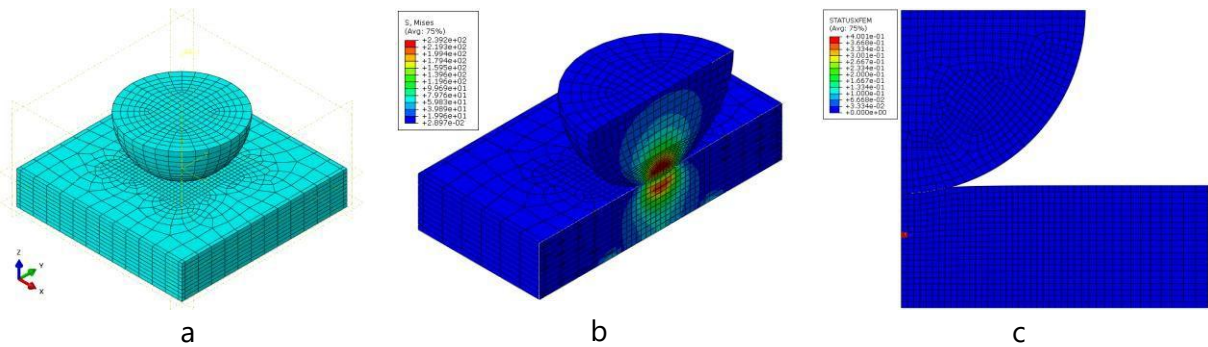 Z
Y
X
a
S, Mises
(Avg: 75%)
+2.392e+02
+2.193e+02
+1.994e+02
+1.794e+02
+1.595e+02
+1.396e+02
+1.196e+02
+9.969e+01
+7.976e+01
+5.983e+01
+3.989e+01
+1.996e+01
+2.897e-02
b
STATUSXFEM
(Avg: 75%)
+4.001e-01
+3.668e-01
+3.334e-01
+3.001e-01
+2.667e-01
+2.334e-01
+2.000e-01
+1.667e-01
+1.334e-01
+1.000e-01
+6.668e-02
+3.334e-02
+0.000e+00
c